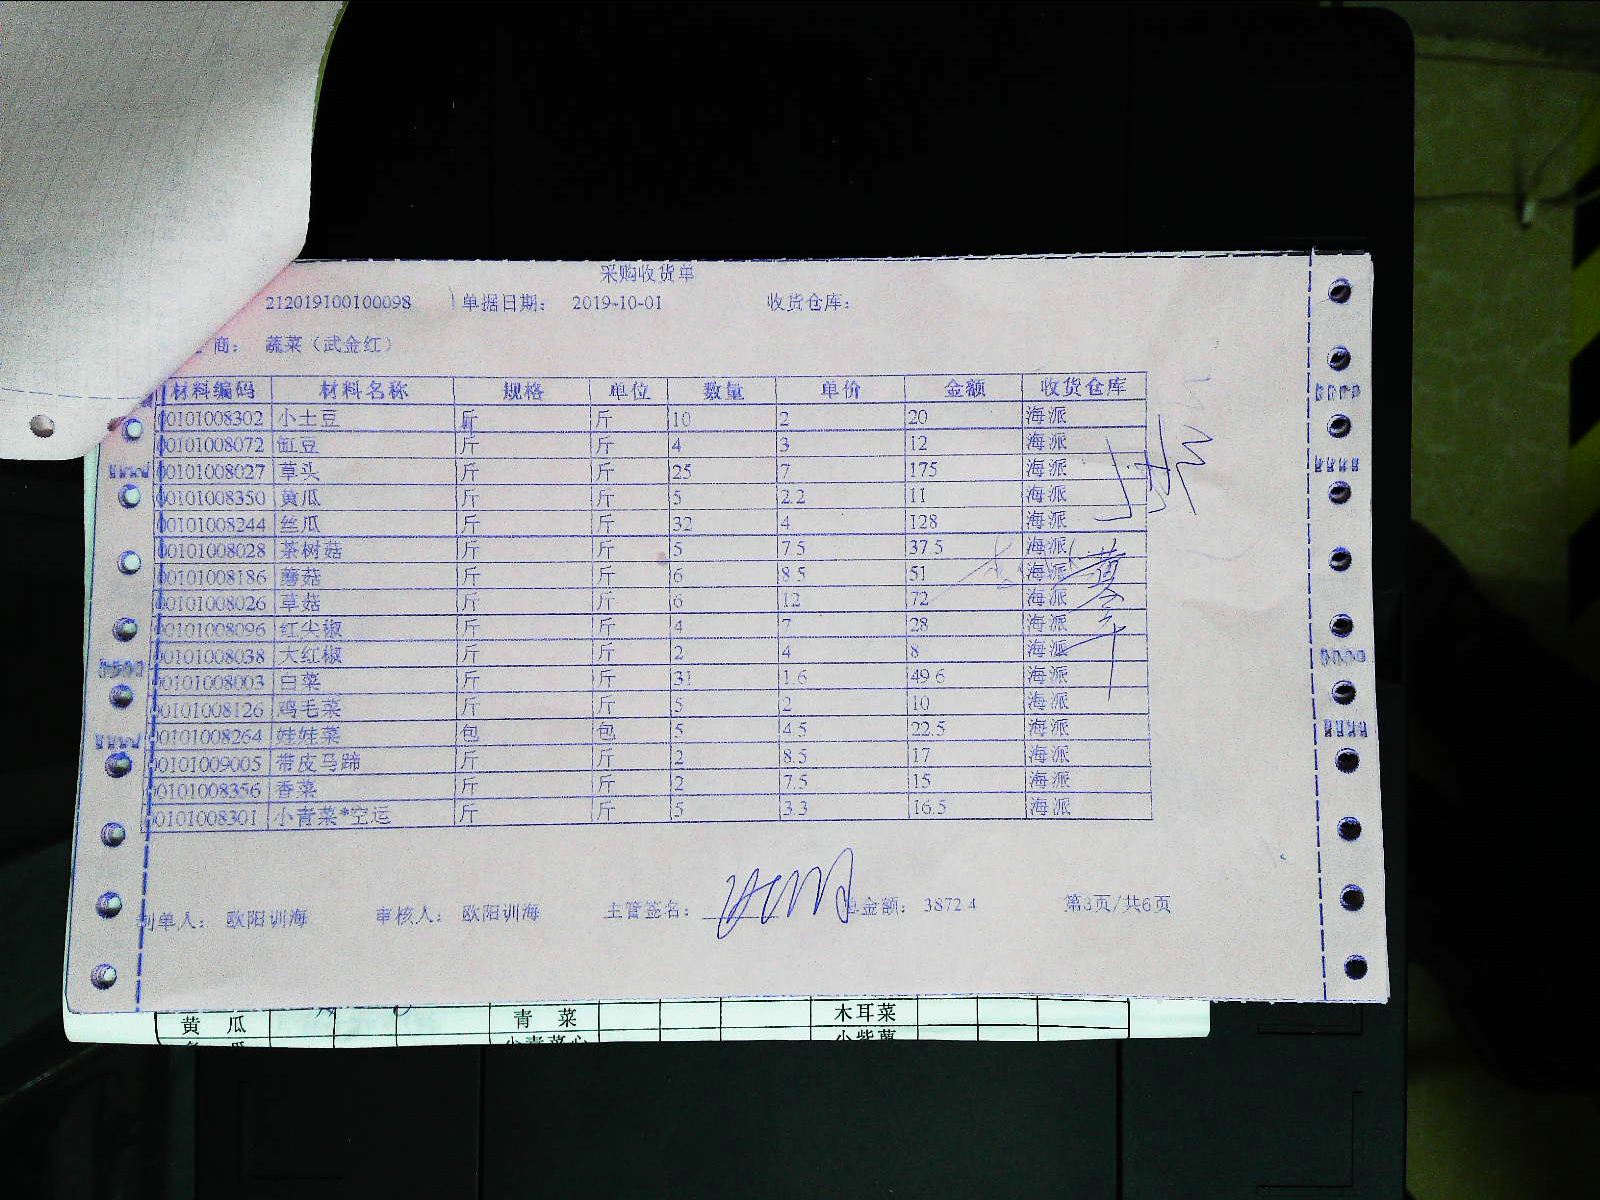 采购收货单
212019100100098 单据日期： 2019-10-01 收货仓库：
商： 蔬菜（武金红）
材料编码 材料名称 规格 单位 数量 单价 金额 收货仓库
00101008302 小土豆 斤 斤 10 2 20 海派
00101008072 缸豆 斤 斤 4 3 12 海派
00101008027 草头 斤 斤 25 7 175 海派
00101008350 黄瓜 斤 斤 5 2.2 11 海派
00101008244 丝瓜 斤 斤 32 4 128 海派
00101008028 茶树菇 斤 斤 5 7.5 37.5 海派
00101008186 蘑菇 斤 斤 6 8.5 51 海派
00101008026 草菇 斤 斤 6 12 72 海派
00101008096 红尖椒 斤 斤 4 7 28 海派
00101008038 大红椒 斤 斤 2 4 8 海派
00101008003 白菜 斤 斤 31 1.6 49.6 海派
00101008126 鸡毛菜 斤 斤 5 2 10 海派
00101008264 娃娃菜 包 包 5 4.5 22.5 海派
00101009005 带皮马蹄 斤 斤 2 8.5 17 海派
00101008356 香菜 斤 斤 2 7.5 15 海派
00101008301 小青菜*空运 斤 斤 5 3.3 16.5 海派
制单人： 欧阳训海 审核人： 欧阳训海 主管签名： 总金额： 3872.4 第3页/共6页
黄 瓜 青 菜 木耳菜
小青菜心 小紫薯